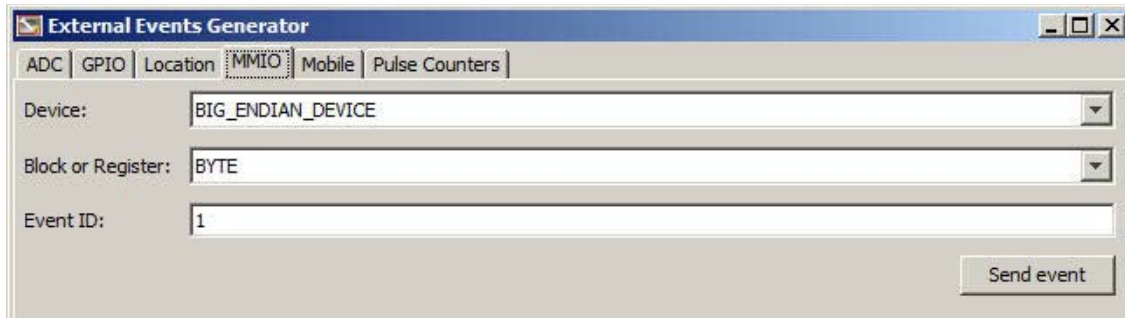 External Events Generator
ADC GPIO Location MMIO Mobile Pulse Counters
Device: BIG_ENDIAN_DEVICE
Block or Register: BYTE
Event ID: 1
Send event